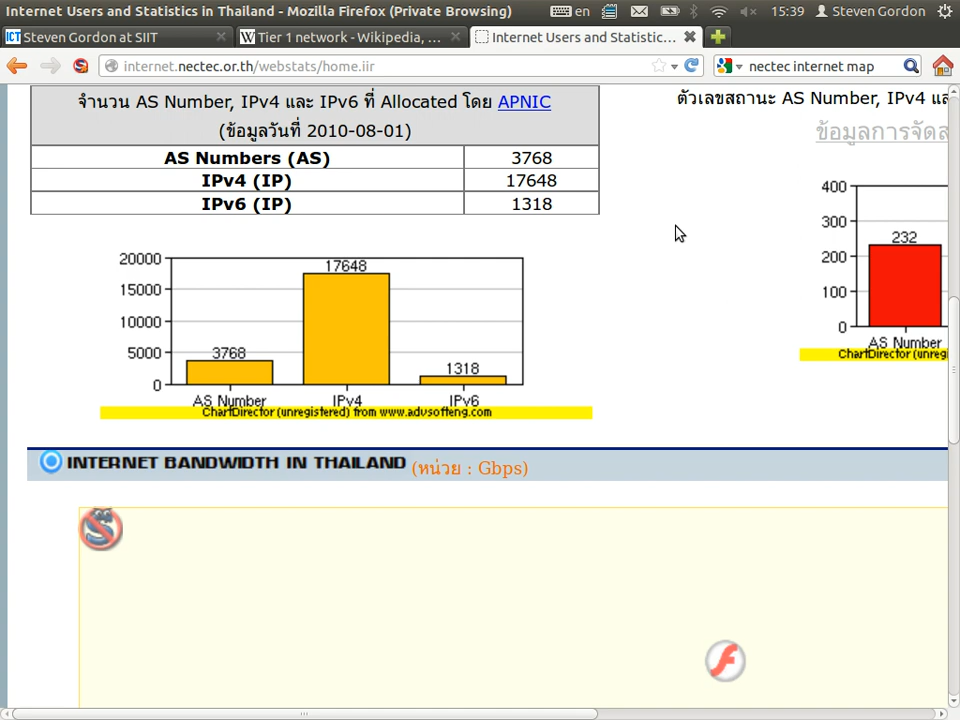 Internet Users and Statistics in Thailand - Mozilla Firefox (Private Browsing)
en
15:39
Steven Gordon
ICT
Steven Gordon at SIIT
Tier 1 network - Wikipedia, ...
Internet Users and Statistic...
internet.nectec.or.th/webstats/home.iir
nectec internet map
จำนวน AS Number, IPv4 และ IPv6 ที่ Allocated โดย APNIC
(ข้อมูลวันที่ 2010-08-01)
AS Numbers (AS) 3768
IPv4 (IP) 17648
IPv6 (IP) 1318
20000
15000
10000
5000
0
3768
17648
1318
AS Number
IPv4
IPv6
ChartDirector (unregistered) from www.advsofteng.com
ตัวเลขสถานะ AS Number, IPv4
ข้อมูลการ
400
300
200
100
0
232
AS Number
ChartDirector
INTERNET BANDWIDTH IN THAILAND (หน่วย : Gbps)